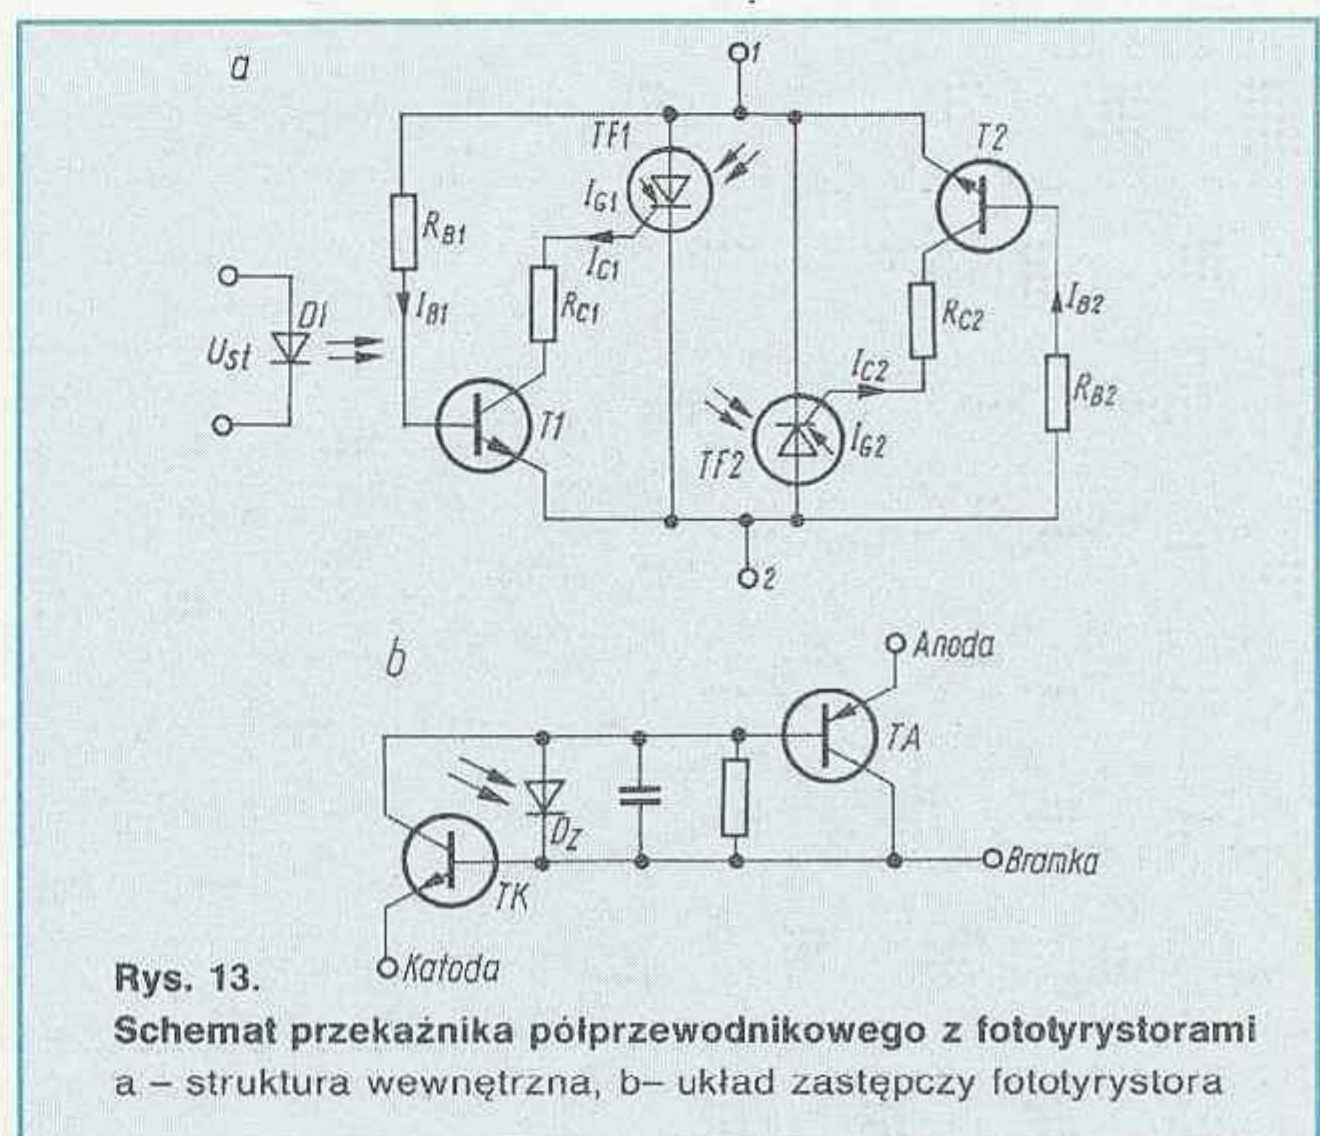 a
1
TF1
T2
IG1
RB1
IC1
D1
IB1
RC1
RC2
IB2
Ust
IC2
T1
RB2
TF2
IG2
2
b
Anoda
TA
DZ
Bramka
TK
Katoda
Rys. 13.
Schemat przekaźnika półprzewodnikowego z fototyrystorami
a – struktura wewnętrzna, b– układ zastępczy fototyrystora